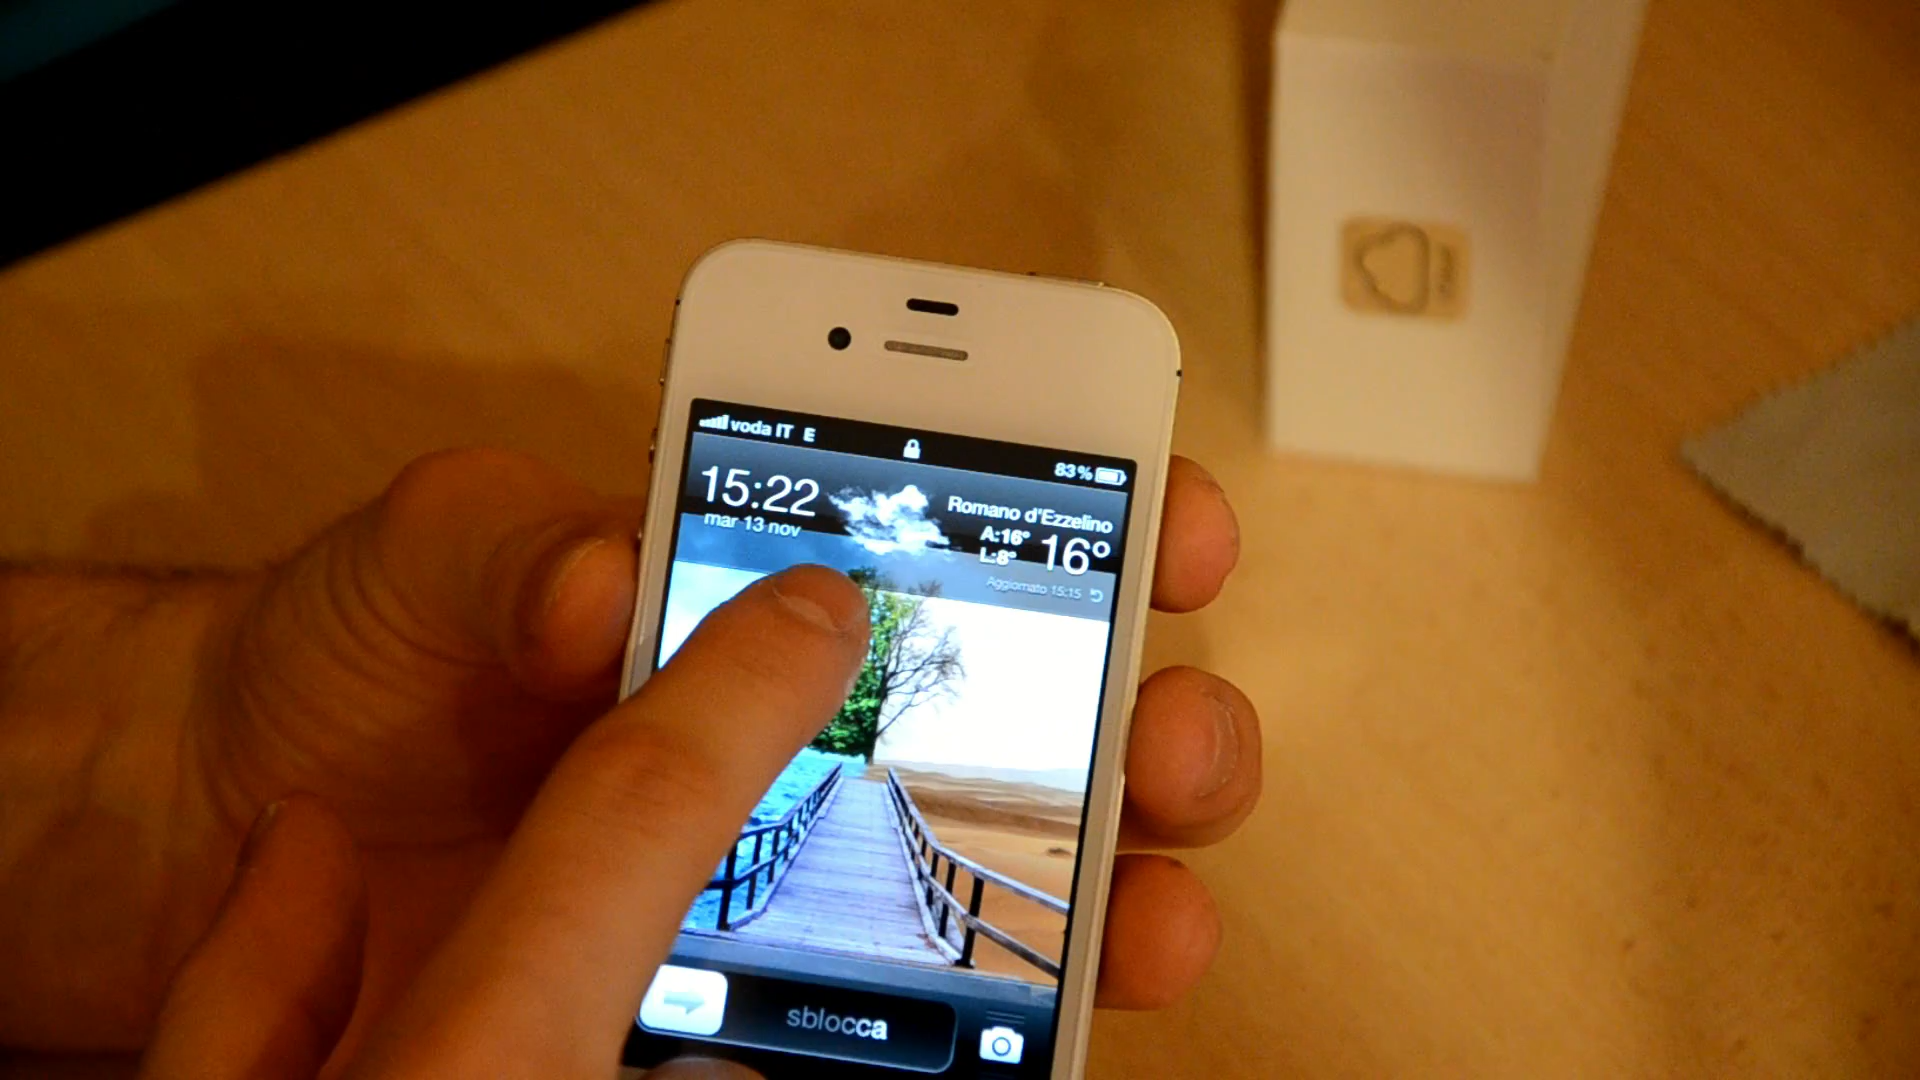 voda IT E
83%
15:22
mar 13 nov
Romano d'Ezzelino
A:16°
L:8°
16°
Aggiornato 15:15
sblocca